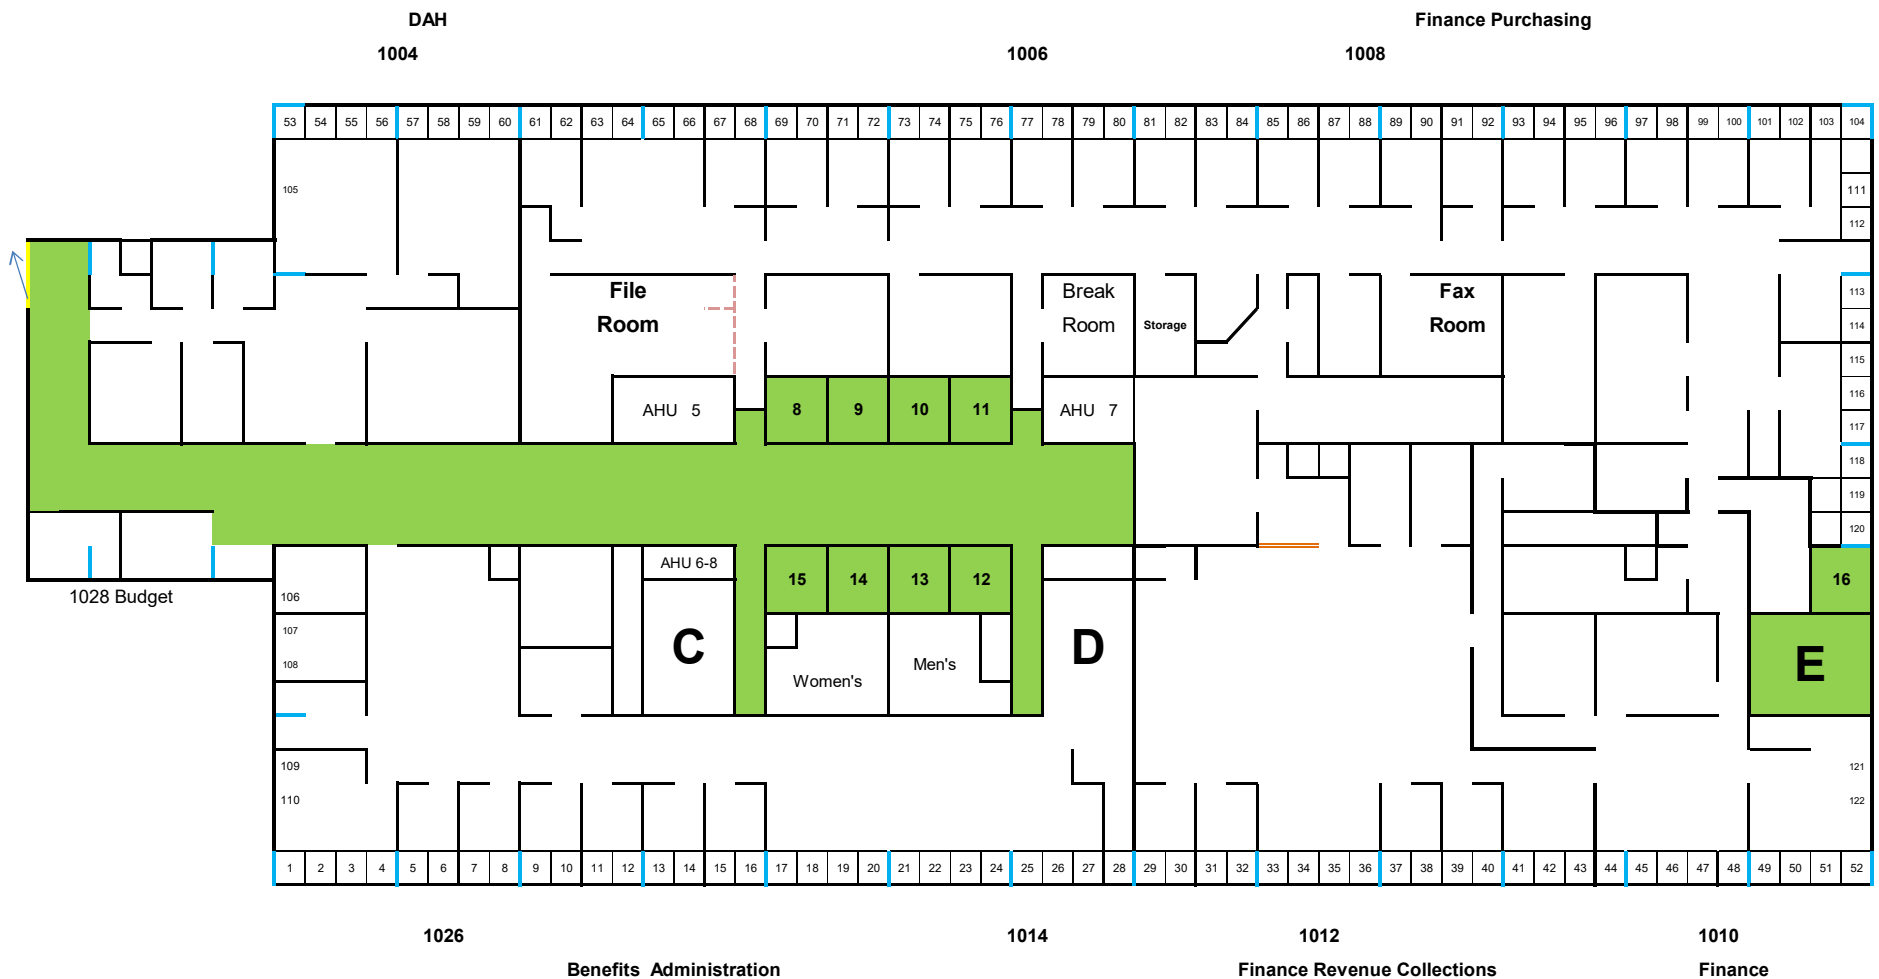 DAH Finance Purchasing
1004 1006 1008
53 54 55 56 57 58 59 60 61 62 63 64 65 66 67 68 69 70 71 72 73 74 75 76 77 78 79 80 81 82 83 84 85 86 87 88 89 90 91 92 93 94 95 96 97 98 99 100 101 102 103 104
105 111
112
File Break Fax 113
Room Room Storage Room 114
115
116
AHU 5 8 9 10 11 AHU 7 117
118
119
120
AHU 6-8
15 14 13 12 16
1028 Budget 106
107
C D E
108 Men's
Women's
109 121
110 122
1 2 3 4 5 6 7 8 9 10 11 12 13 14 15 16 17 18 19 20 21 22 23 24 25 26 27 28 29 30 31 32 33 34 35 36 37 38 39 40 41 42 43 44 45 46 47 48 49 50 51 52
1026 1014 1012 1010
Benefits Administration Finance Revenue Collections Finance